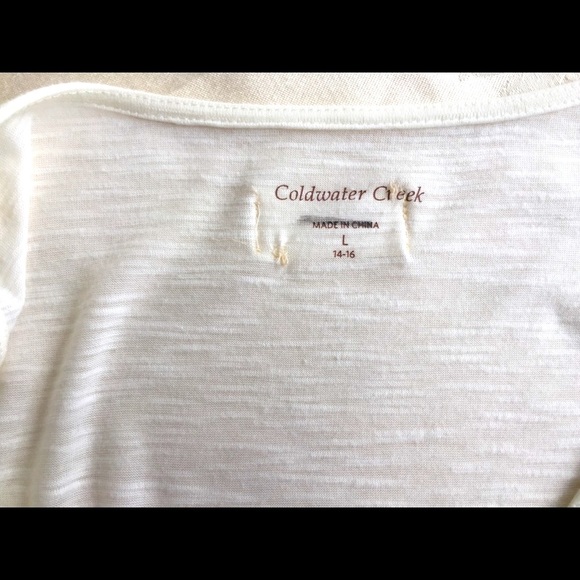 Coldwater Creek
MADE IN CHINA
L
14-16